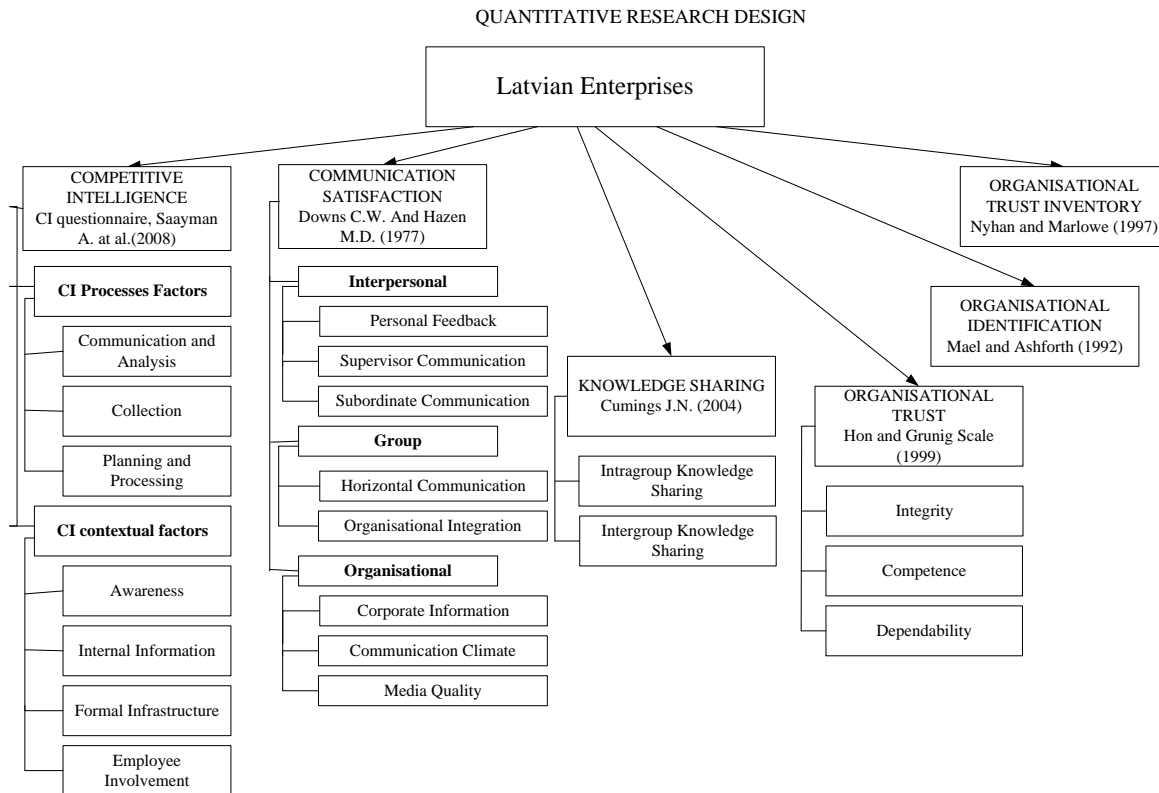 QUANTITATIVE RESEARCH DESIGN
Latvian Enterprises
COMPETITIVE
INTELLIGENCE
CI questionnaire, Saayman
A. at al.(2008)
CI Processes Factors
Communication and
Analysis
Collection
Planning and
Processing
CI contextual factors
Awareness
Internal Information
Formal Infrastructure
Employee
Involvement
COMMUNICATION
SATISFACTION
Downs C.W. And Hazen
M.D. (1977)
Interpersonal
Personal Feedback
Supervisor Communication
Subordinate Communication
Group
Horizontal Communication
Organisational Integration
Organisational
Corporate Information
Communication Climate
Media Quality
KNOWLEDGE SHARING
Cumings J.N. (2004)
Intragroup Knowledge
Sharing
Intergroup Knowledge
Sharing
ORGANISATIONAL
TRUST
Hon and Grunig Scale
(1999)
Integrity
Competence
Dependability
ORGANISATIONAL
IDENTIFICATION
Mael and Ashforth (1992)
ORGANISATIONAL
TRUST INVENTORY
Nyhan and Marlowe (1997)